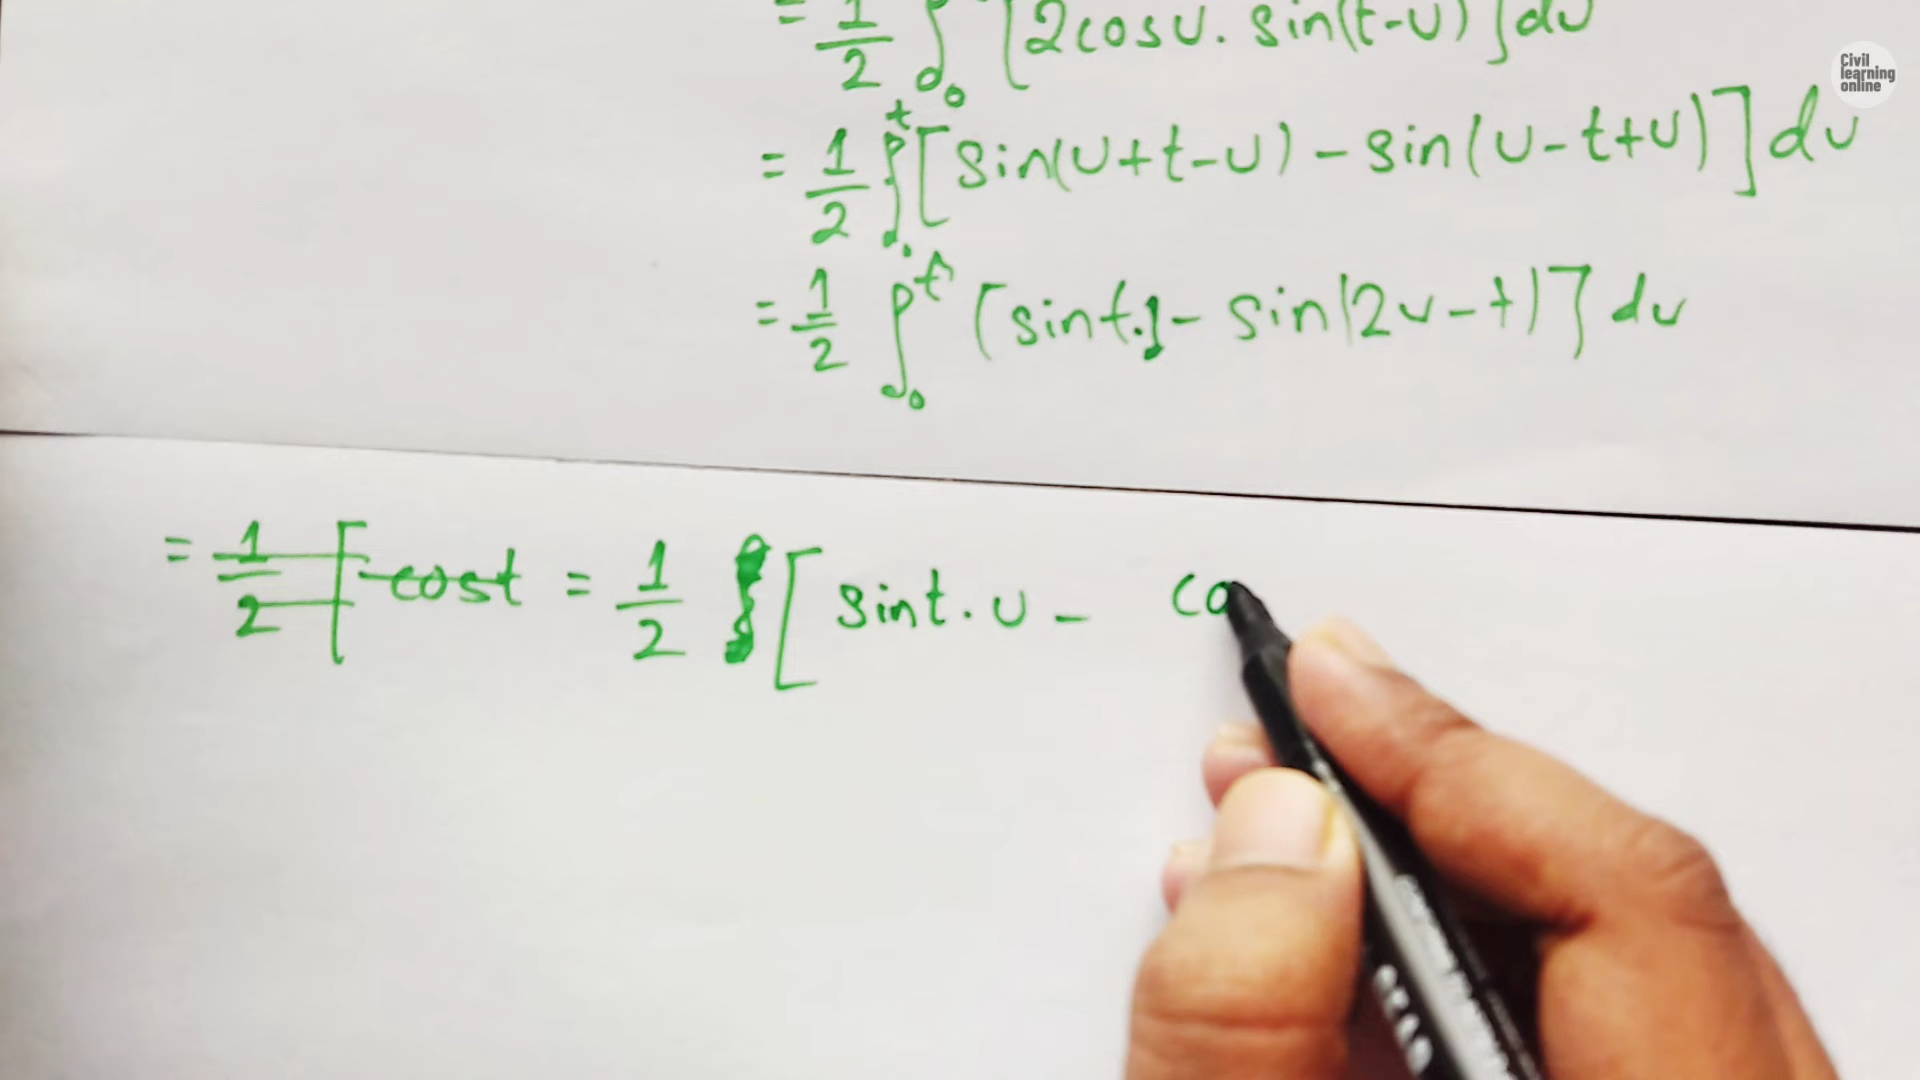 = 1/2 ∫₀ [2cosu. sin(t-u)]du
= 1/2 ∫₀ᵗ [sin(u+t-u) - sin(u-t+u)]du
= 1/2 ∫₀ᵗ [sint.1 - sin(2u-t)]du
= 1/2 [-cost = 1/2 [sint.u - co
Civil
learning
online